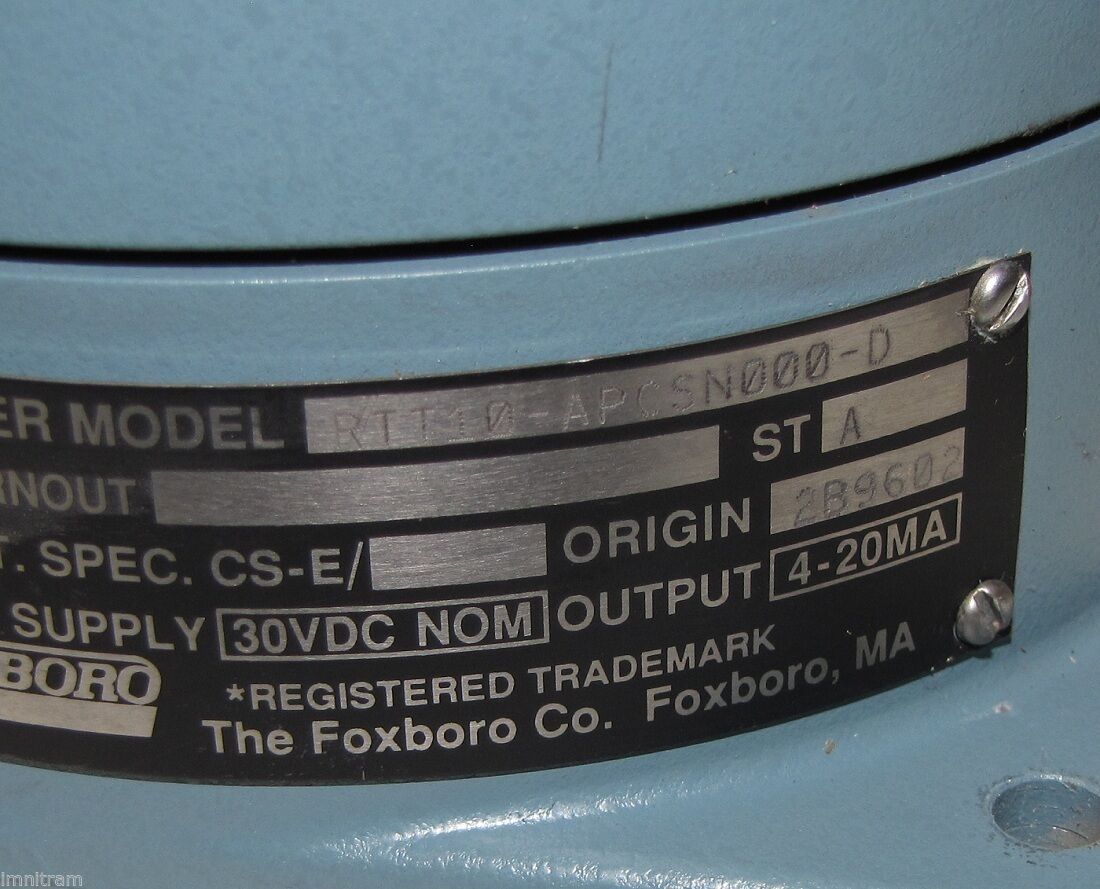 ER MODEL RTT10-APCSN000-D
RNOUT ST A
T. SPEC. CS-E/ ORIGIN 2B9602
SUPPLY 30VDC NOM OUTPUT 4-20MA
BORO *REGISTERED TRADEMARK
The Foxboro Co. Foxboro, MA
imnitram